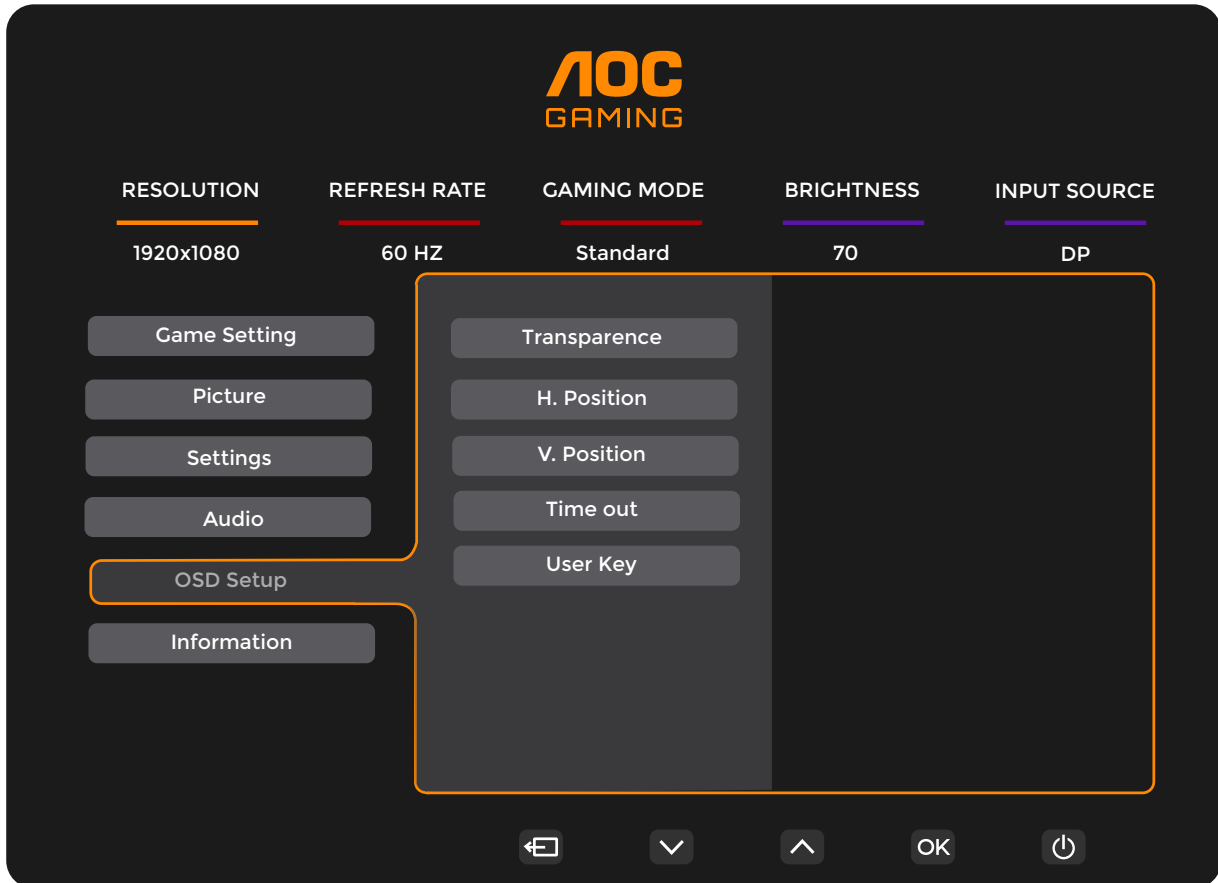 AOC
GAMING
RESOLUTION REFRESH RATE GAMING MODE BRIGHTNESS INPUT SOURCE
1920x1080 60 HZ Standard 70 DP
Game Setting
Picture
Settings
Audio
OSD Setup
Information
Transparence
H. Position
V. Position
Time out
User Key
OK